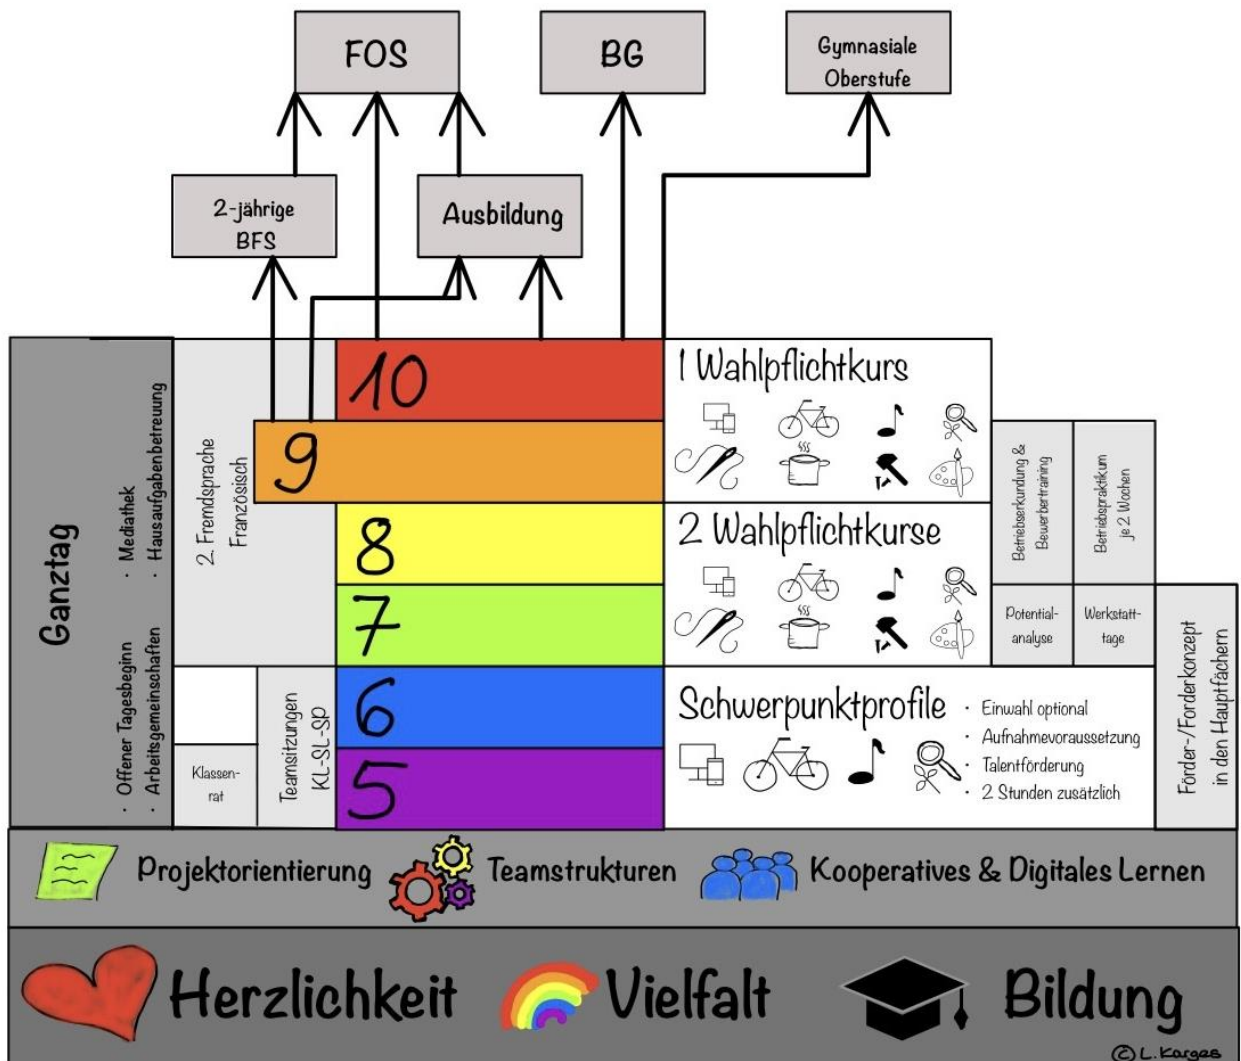 FOS
BG
Gymnasiale
Oberstufe
2-jährige
BFS
Ausbildung
Ganztag
· Mediathek
· Hausaufgabenbetreuung
· Offener Tagesbeginn
· Arbeitsgemeinschaften
2. Fremdsprache
Französisch
Klassen-
rat
Teamsitzungen
KL-SL-SP
10
9
8
7
6
5
1 Wahlpflichtkurs
2 Wahlpflichtkurse
Schwerpunktprofile
· Einwahl optional
· Aufnahmevoraussetzung
· Talentförderung
· 2 Stunden zusätzlich
Betriebserkundung &
Bewerbertraining
Betriebspraktikum
je 2 Wochen
Potential-
analyse
Werkstatt-
tage
Förder-/Forderkonzept
in den Hauptfächern
Projektorientierung
Teamstrukturen
Kooperatives & Digitales Lernen
Herzlichkeit
Vielfalt
Bildung
© L. Karges